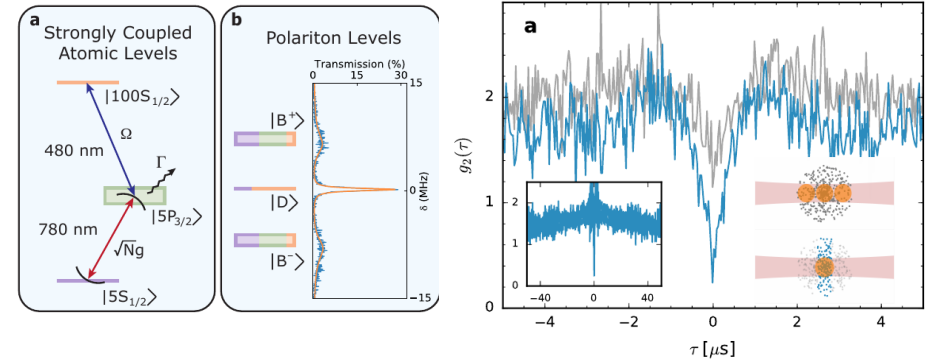 a
Strongly Coupled
Atomic Levels
|100S1/2⟩
Ω
480 nm
Γ
|5P3/2⟩
780 nm
√Ng
|5S1/2⟩
b
Polariton Levels
Transmission (%)
0 15 30
15
|B⁺⟩
|D⟩
0
δ (MHz)
|B⁻⟩
−15
a
g₂(τ)
2
1
0
2
1
0
−40 0 40
−4 −2 0 2 4
τ [μs]